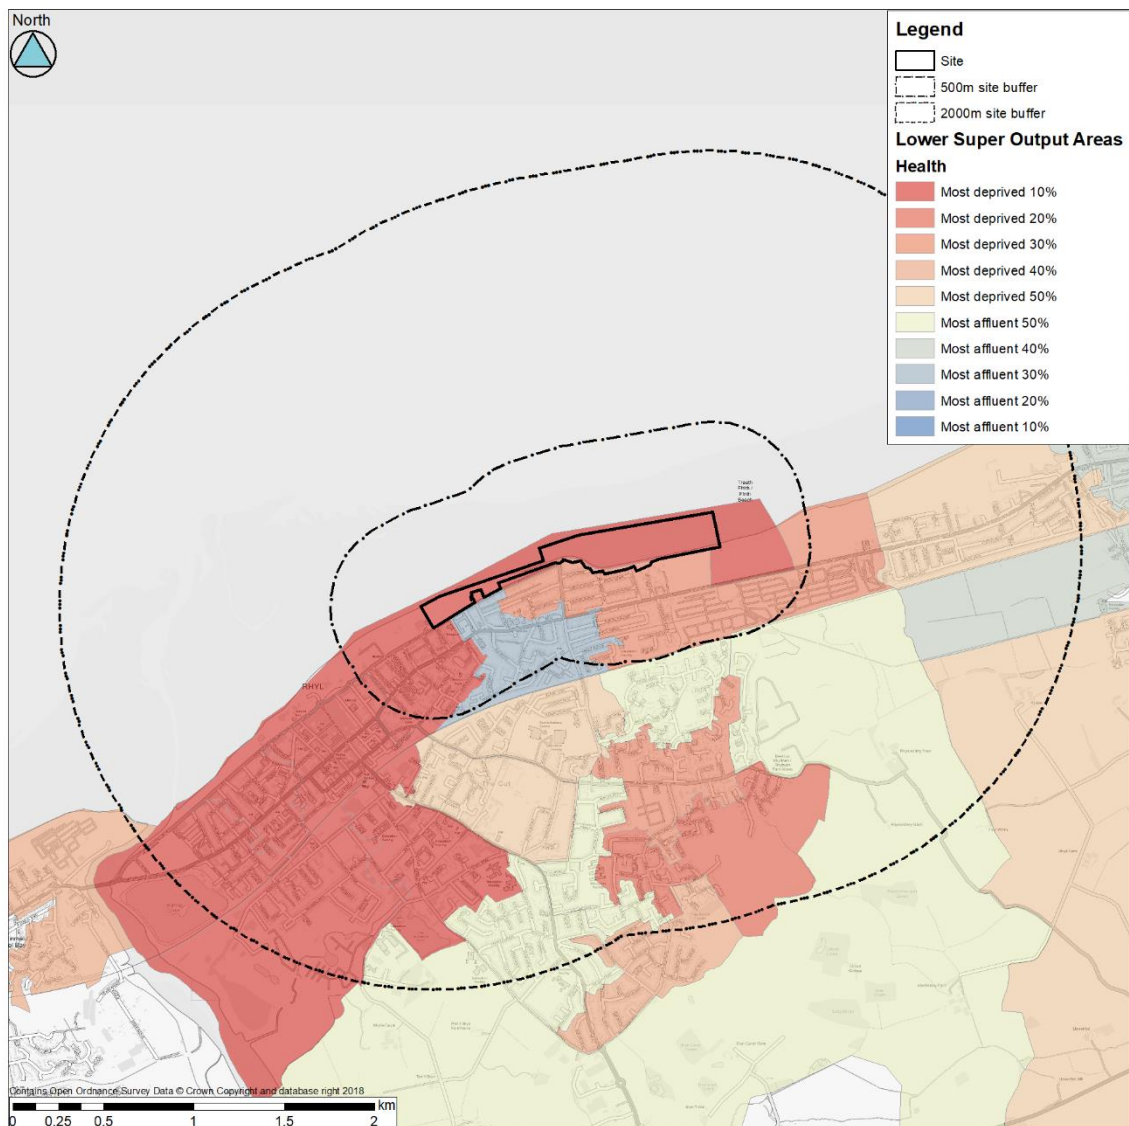 North
Legend
Site
500m site buffer
2000m site buffer
Lower Super Output Areas
Health
Most deprived 10%
Most deprived 20%
Most deprived 30%
Most deprived 40%
Most deprived 50%
Most affluent 50%
Most affluent 40%
Most affluent 30%
Most affluent 20%
Most affluent 10%
RHYL
Contains Open Ordnance Survey Data © Crown Copyright and database right 2018
km
0 0.25 0.5 1 1.5 2